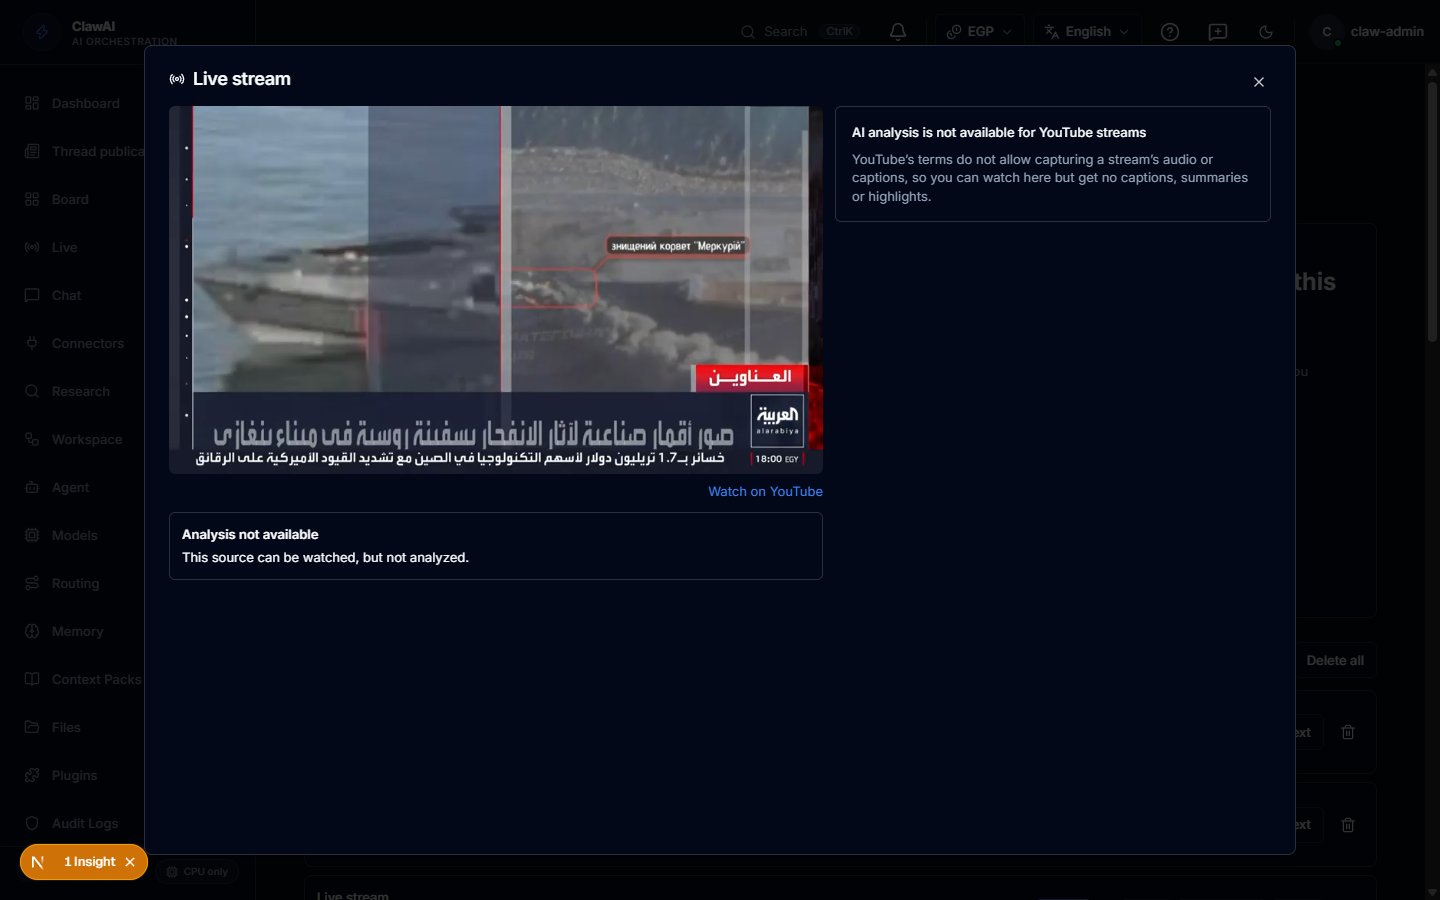 ClawAI
AI ORCHESTRATION
Search
CtrlK
EGP
English
C
claw-admin
Dashboard
Thread publica
Board
Live
Chat
Connectors
Research
Workspace
Agent
Models
Routing
Memory
Context Packs
Files
Plugins
Audit Logs
1 Insight
CPU only
Live stream
знищений корвет "Меркурій"
العناوين
العربية
alarabiya
صور أقمار صناعية لآثار الانفجار بسفينة روسية في ميناء بنغازي
خسائر بـ1.7 تريليون دولار لأسهم التكنولوجيا في الصين مع تشديد القيود الأميركية على الرقائق
18:00 EGY
Watch on YouTube
Analysis not available
This source can be watched, but not analyzed.
AI analysis is not available for YouTube streams
YouTube's terms do not allow capturing a stream's audio or
captions, so you can watch here but get no captions, summaries
or highlights.
this
ou
Delete all
ext
ext
Live stream